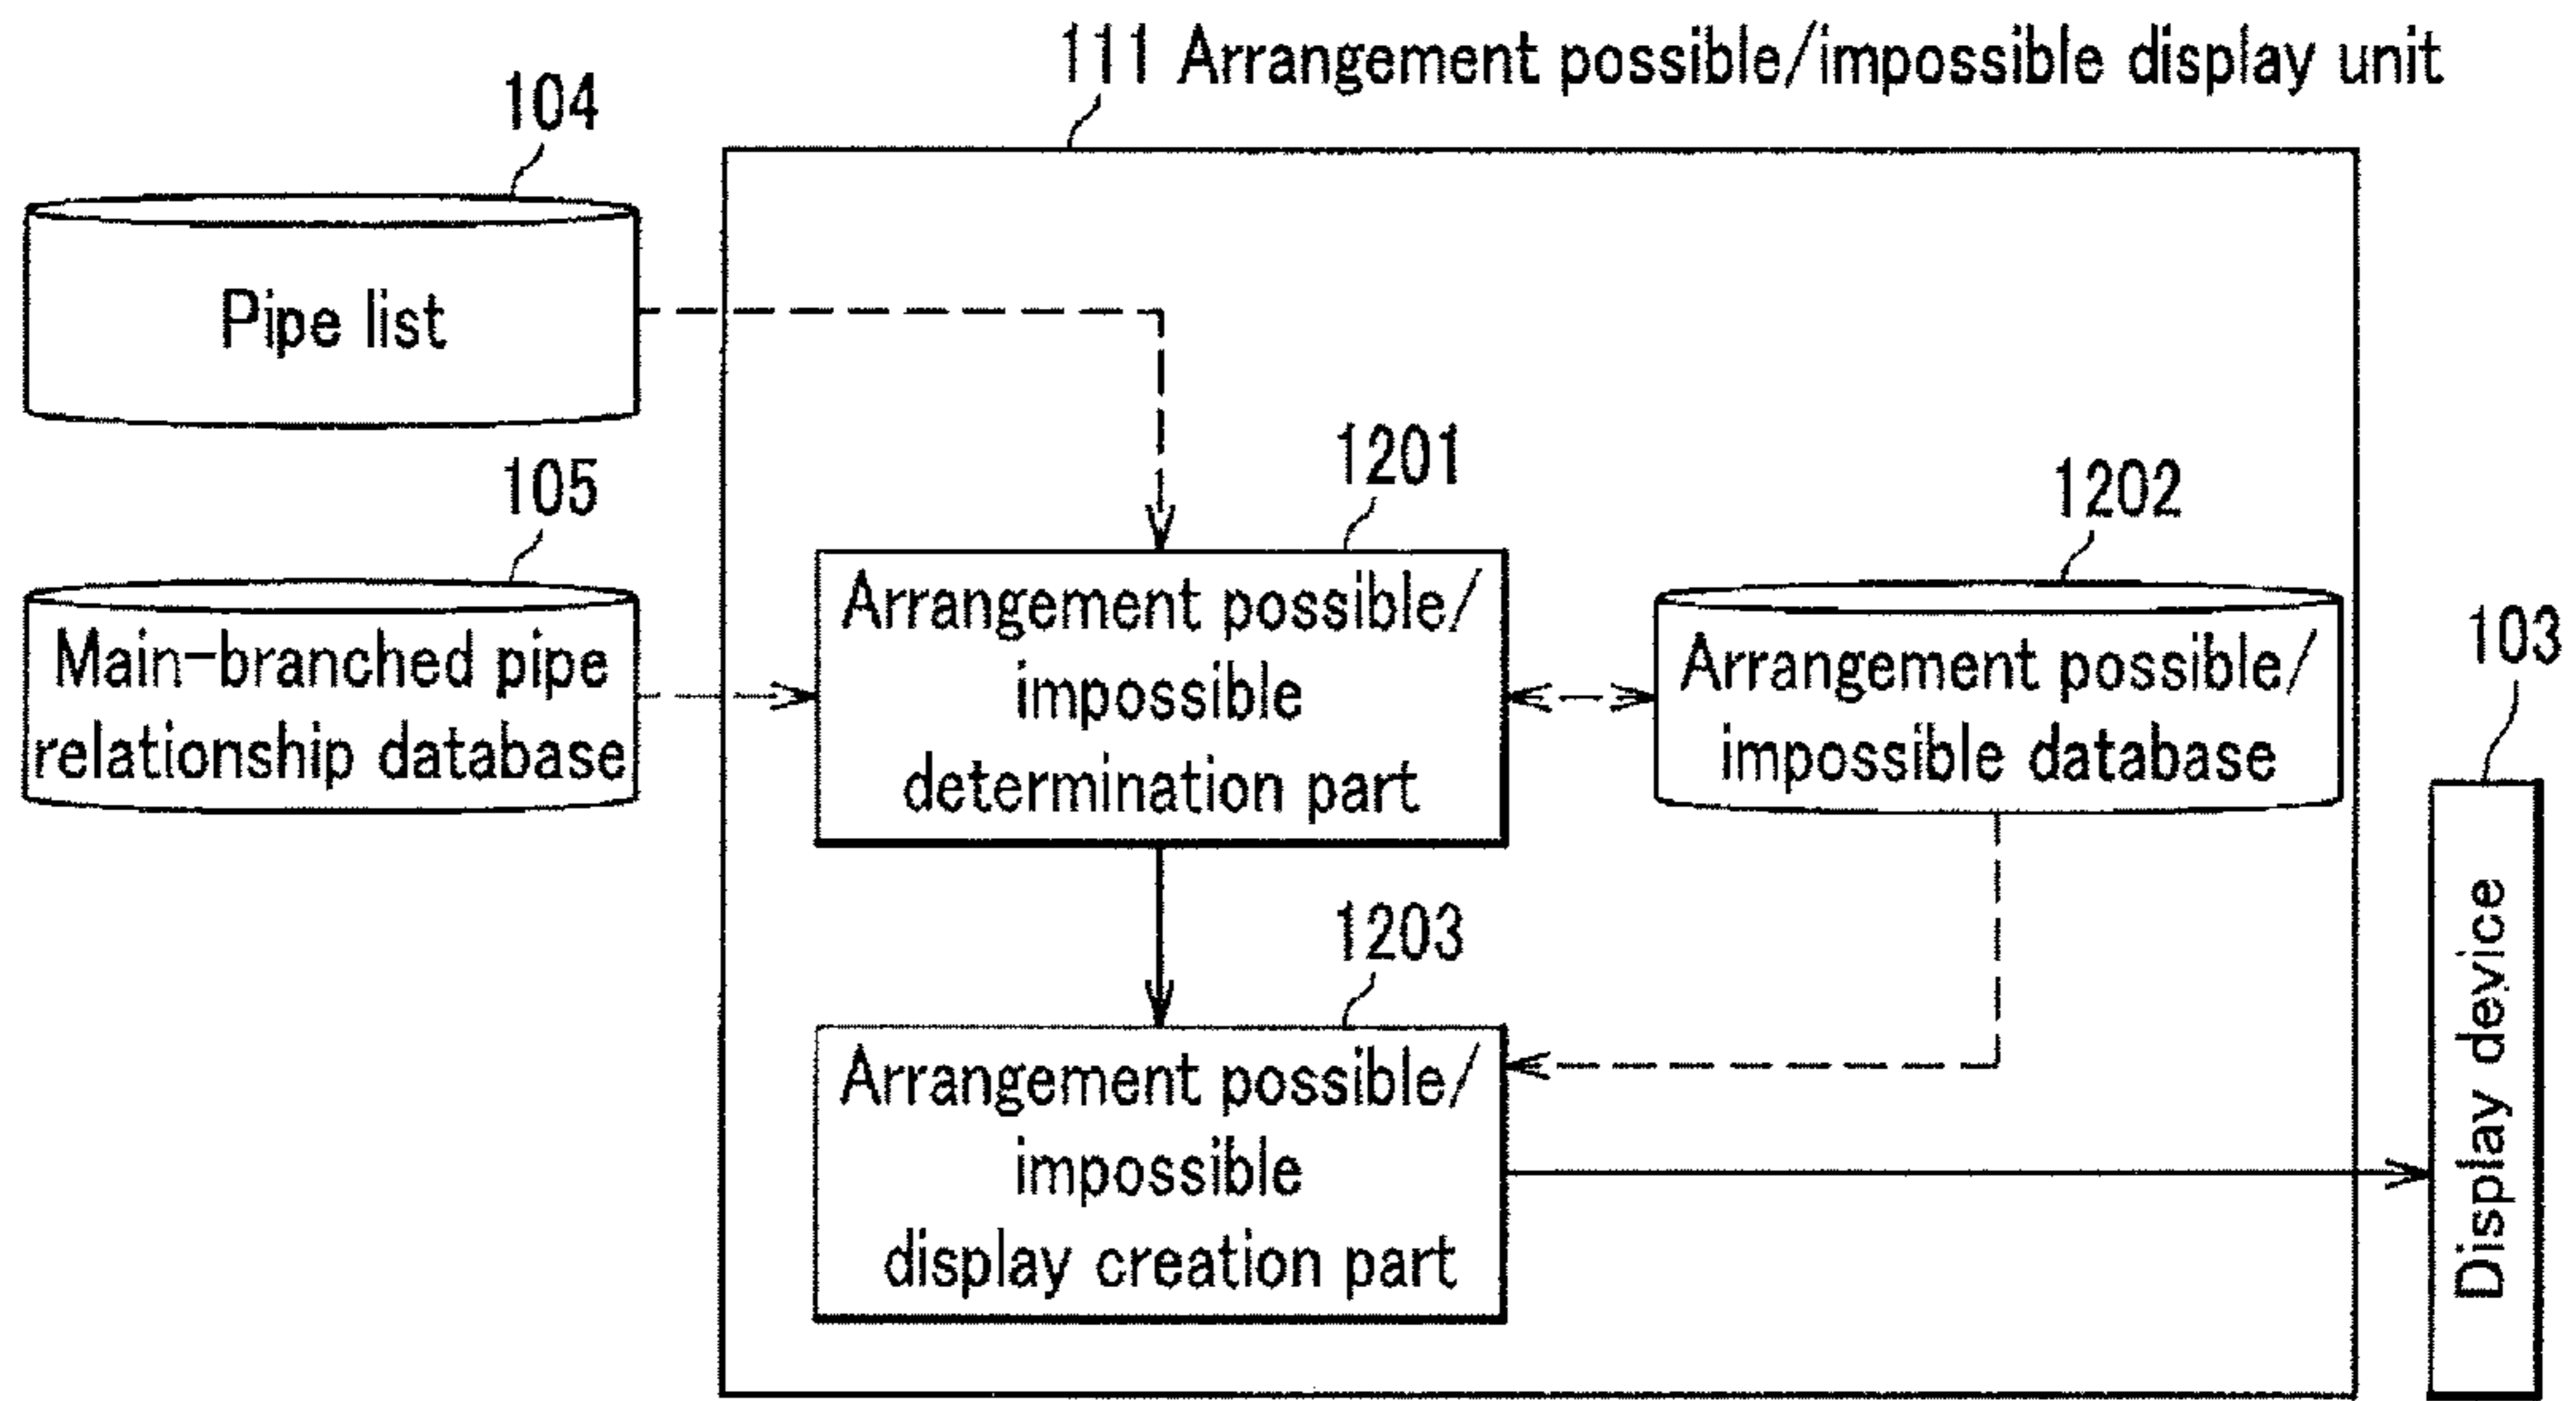 111 Arrangement possible/impossible display unit
104
Pipe list
105
Main-branched pipe
relationship database
1201
Arrangement possible/
impossible
determination part
1202
Arrangement possible/
impossible database
103
Display device
1203
Arrangement possible/
impossible
display creation part